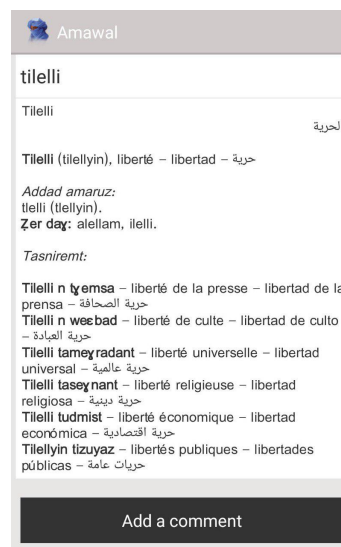 Amawal
tilelli
Tilelli
لحرية
Tilelli (tilellyin), liberté – libertad – حرية
Addad amaruz:
tlelli (tlellyin).
Ẓer daɣ: alellam, ilelli.
Tasniremt:
Tilelli n tɣemsa – liberté de la presse – libertad de la
prensa – حرية الصحافة
Tilelli n weɛbad – liberté de culte – libertad de culto
– حرية العبادة
Tilelli tameɣradant – liberté universelle – libertad
universal – حرية عالمية
Tilelli taseɣnant – liberté religieuse – libertad
religiosa – حرية دينية
Tilelli tudmist – liberté économique – libertad
económica – حرية اقتصادية
Tilellyin tizuyaz – libertés publiques – libertades
públicas – حريات عامة
Add a comment